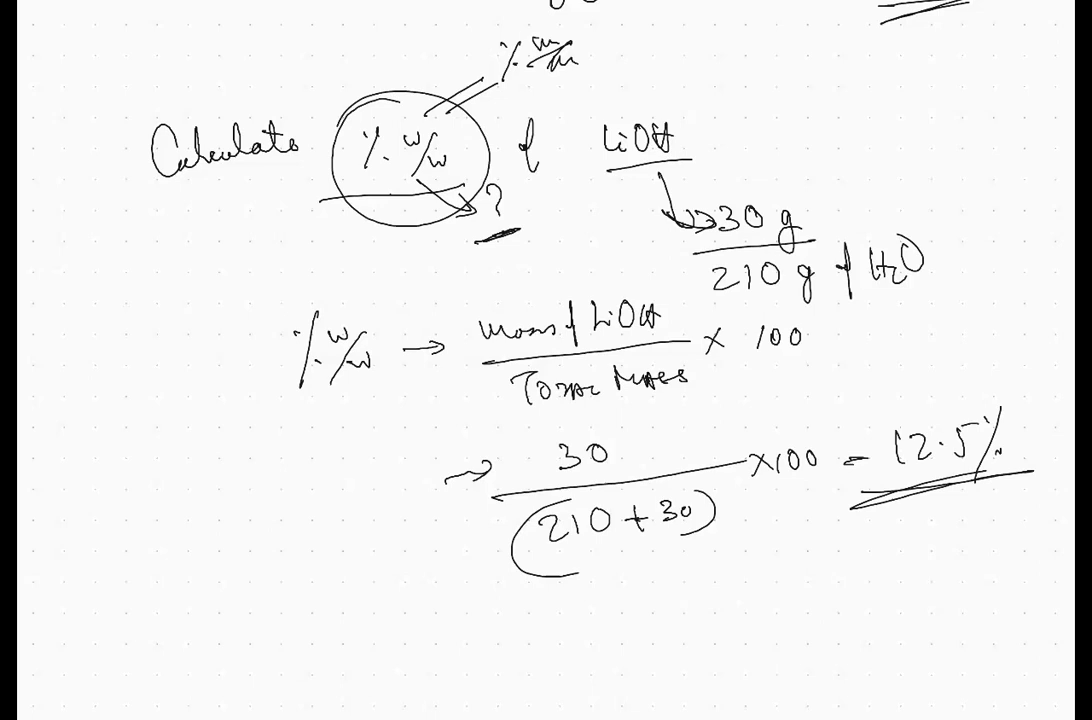 % m/m
Calculate % w/w of LiOH
?
30 g
210 g of H2O
% w/w → mass of LiOH / Total Mass × 100
→ 30 / (210 + 30) × 100 = 12.5%